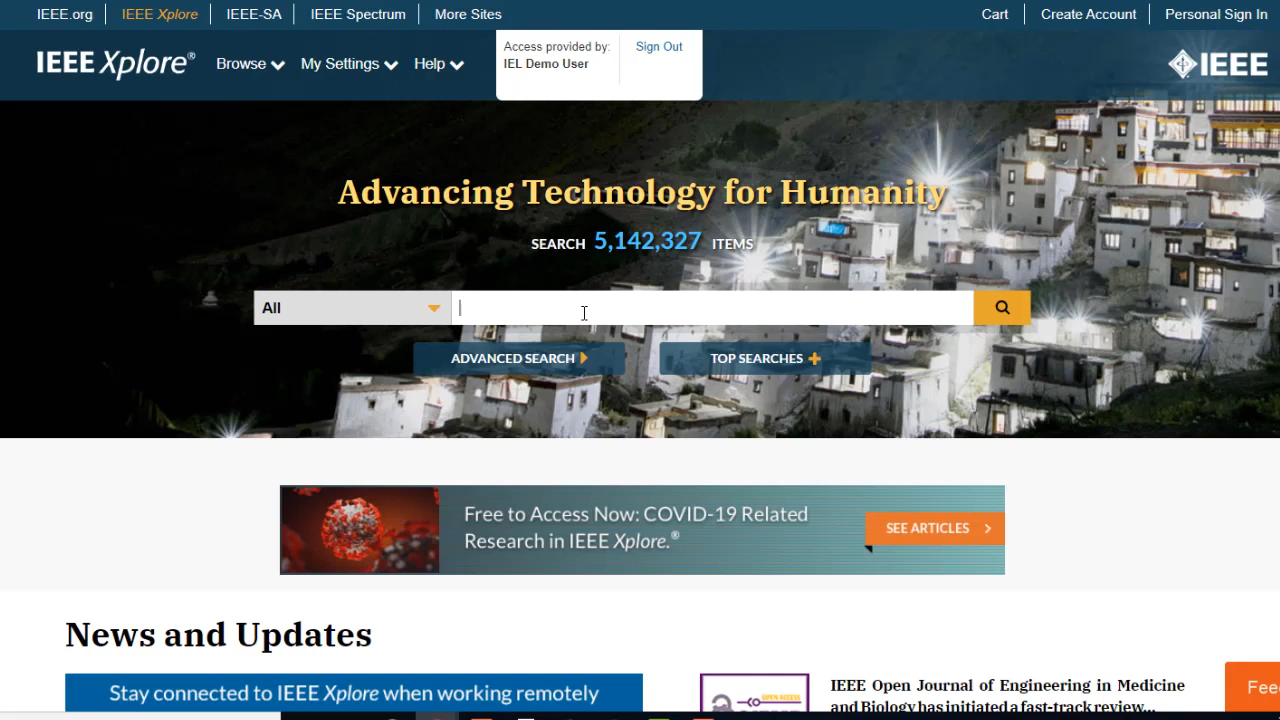 IEEE.org
IEEE Xplore
IEEE-SA
IEEE Spectrum
More Sites
Cart
Create Account
Personal Sign In
IEEE Xplore®
Browse
My Settings
Help
Access provided by:
IEL Demo User
Sign Out
IEEE
Advancing Technology for Humanity
SEARCH 5,142,327 ITEMS
All
ADVANCED SEARCH
TOP SEARCHES
Free to Access Now: COVID-19 Related
Research in IEEE Xplore.®
SEE ARTICLES
News and Updates
Stay connected to IEEE Xplore when working remotely
IEEE Open Journal of Engineering in Medicine
and Biology has initiated a fast-track review...